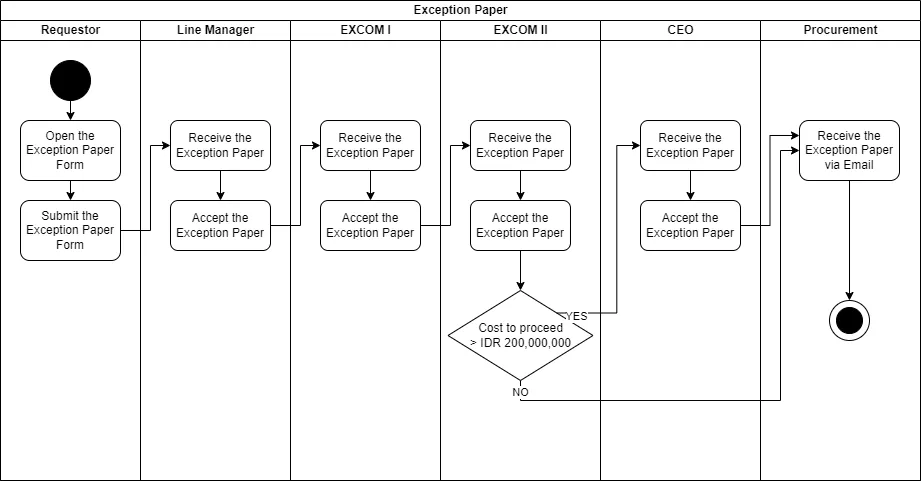 Exception Paper
Requestor
Line Manager
EXCOM I
EXCOM II
CEO
Procurement
Open the
Exception Paper
Form
Submit the
Exception Paper
Form
Receive the
Exception Paper
Accept the
Exception Paper
Receive the
Exception Paper
Accept the
Exception Paper
Receive the
Exception Paper
Accept the
Exception Paper
Cost to proceed
> IDR 200,000,000
YES
NO
Receive the
Exception Paper
Accept the
Exception Paper
Receive the
Exception Paper
via Email